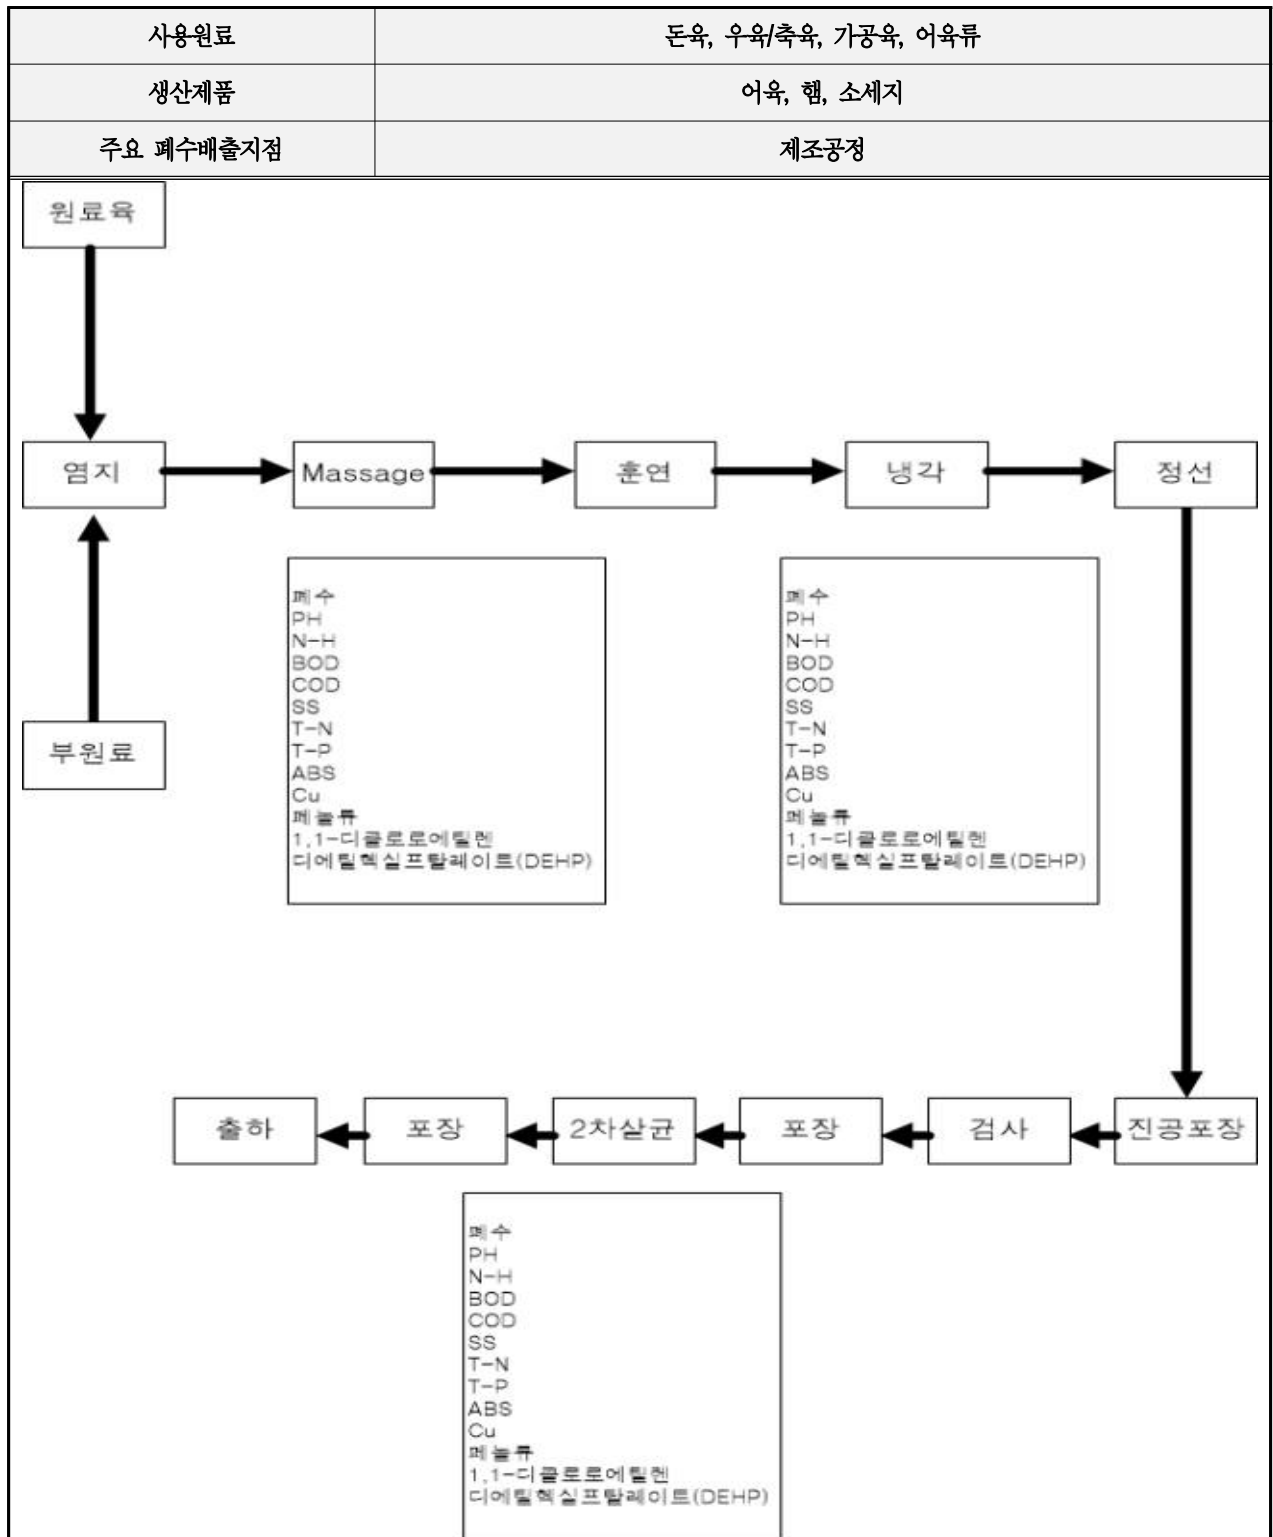 사용원료 돈육, 우육/축육, 가공육, 어육류
생산제품 어육, 햄, 소세지
주요 폐수배출지점 제조공정
원료육
염지 Massage 훈연 냉각 정선
부원료
폐수
PH
N-H
BOD
COD
SS
T-N
T-P
ABS
Cu
페놀류
1,1-디클로로에틸렌
디에틸헥실프탈레이트(DEHP)
폐수
PH
N-H
BOD
COD
SS
T-N
T-P
ABS
Cu
페놀류
1,1-디클로로에틸렌
디에틸헥실프탈레이트(DEHP)
출하 포장 2차살균 포장 검사 진공포장
폐수
PH
N-H
BOD
COD
SS
T-N
T-P
ABS
Cu
페놀류
1,1-디클로로에틸렌
디에틸헥실프탈레이트(DEHP)